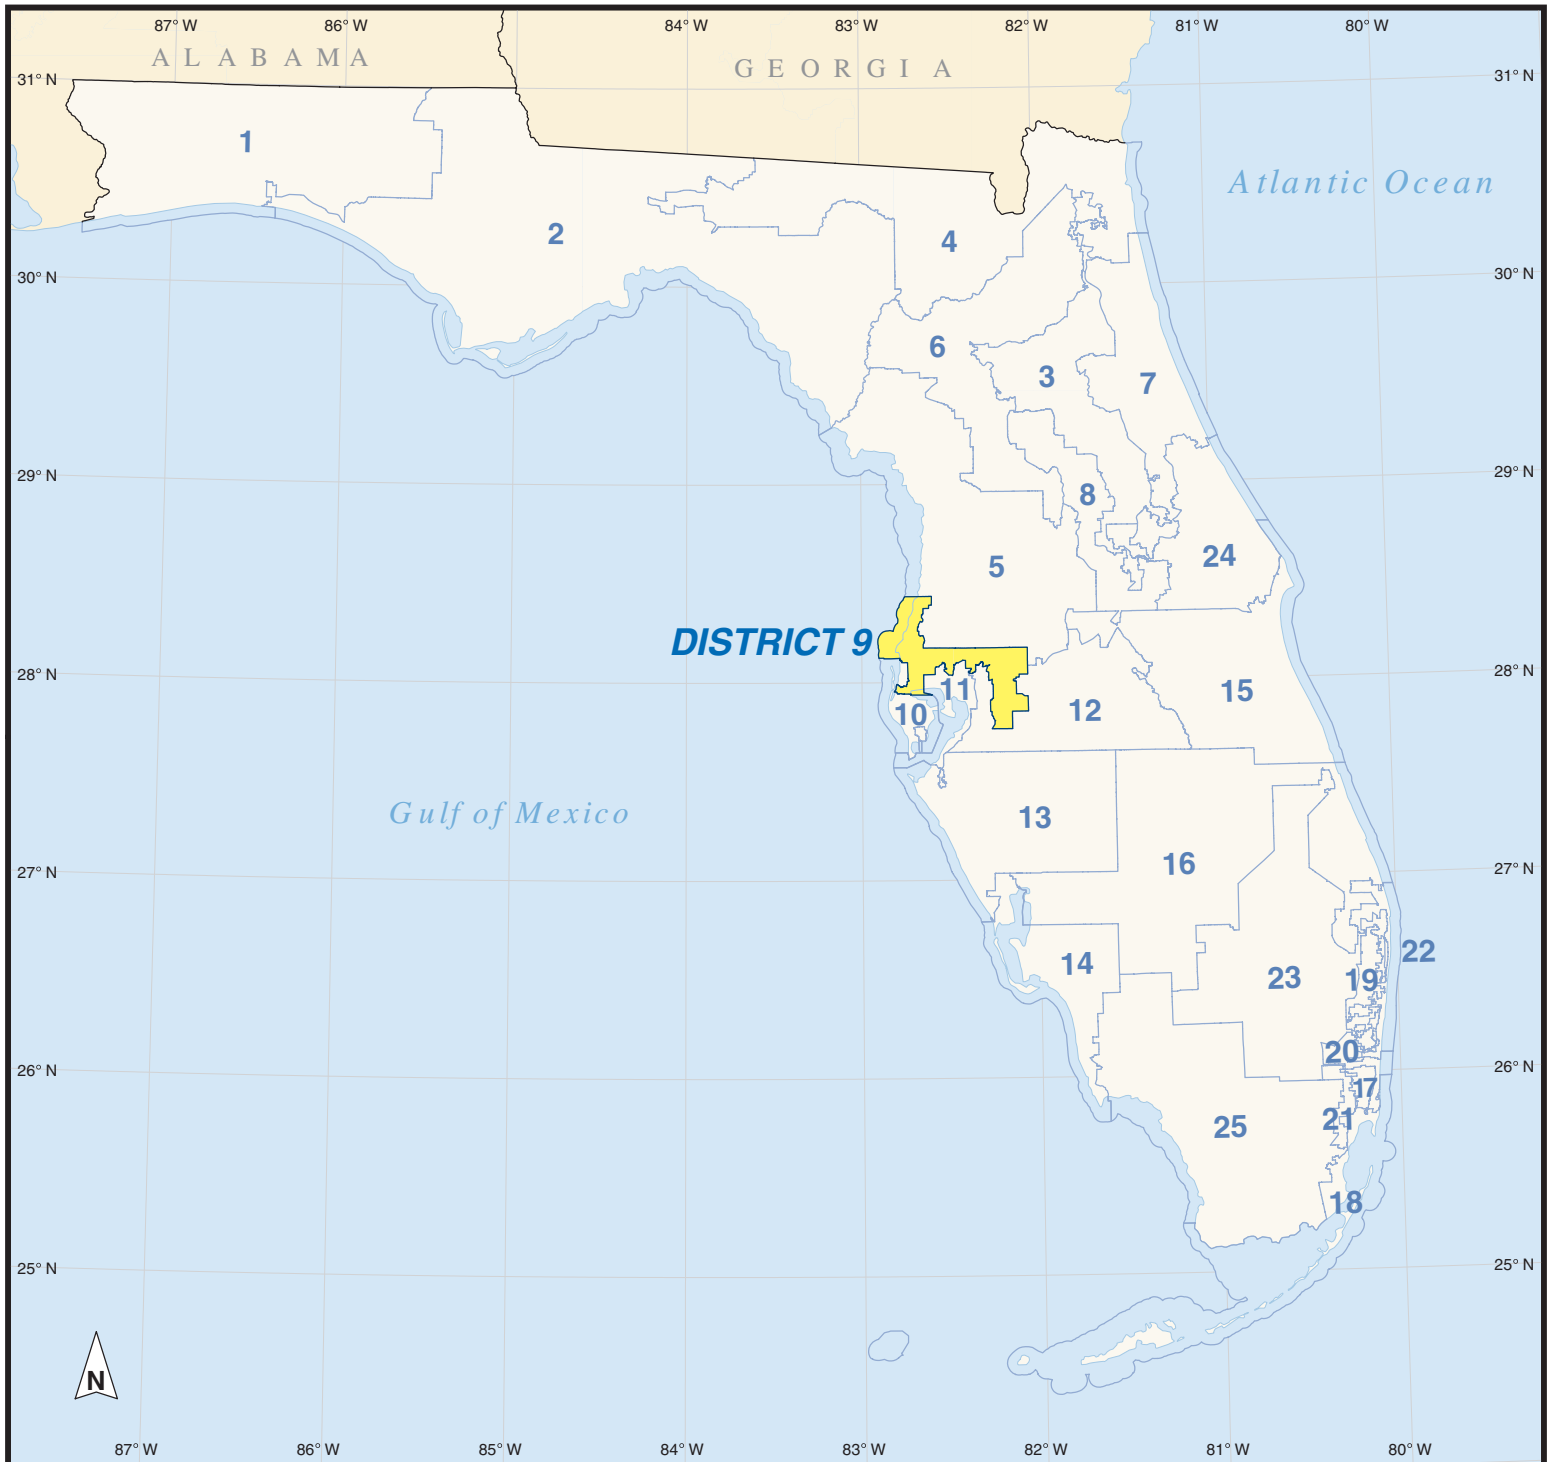 87° W 86° W 84° W 83° W 82° W 81° W 80° W
ALABAMA
GEORGIA
31° N 31° N
1
Atlantic Ocean
2
4
30° N 30° N
6
3
7
29° N 29° N
8
24
5
DISTRICT 9
28° N 28° N
11
15
10
12
Gulf of Mexico
13
16
27° N 27° N
22
14
23
19
20
26° N 26° N
17
21
25
18
25° N 25° N
N
87° W 86° W 85° W 84° W 83° W 82° W 81° W 80° W